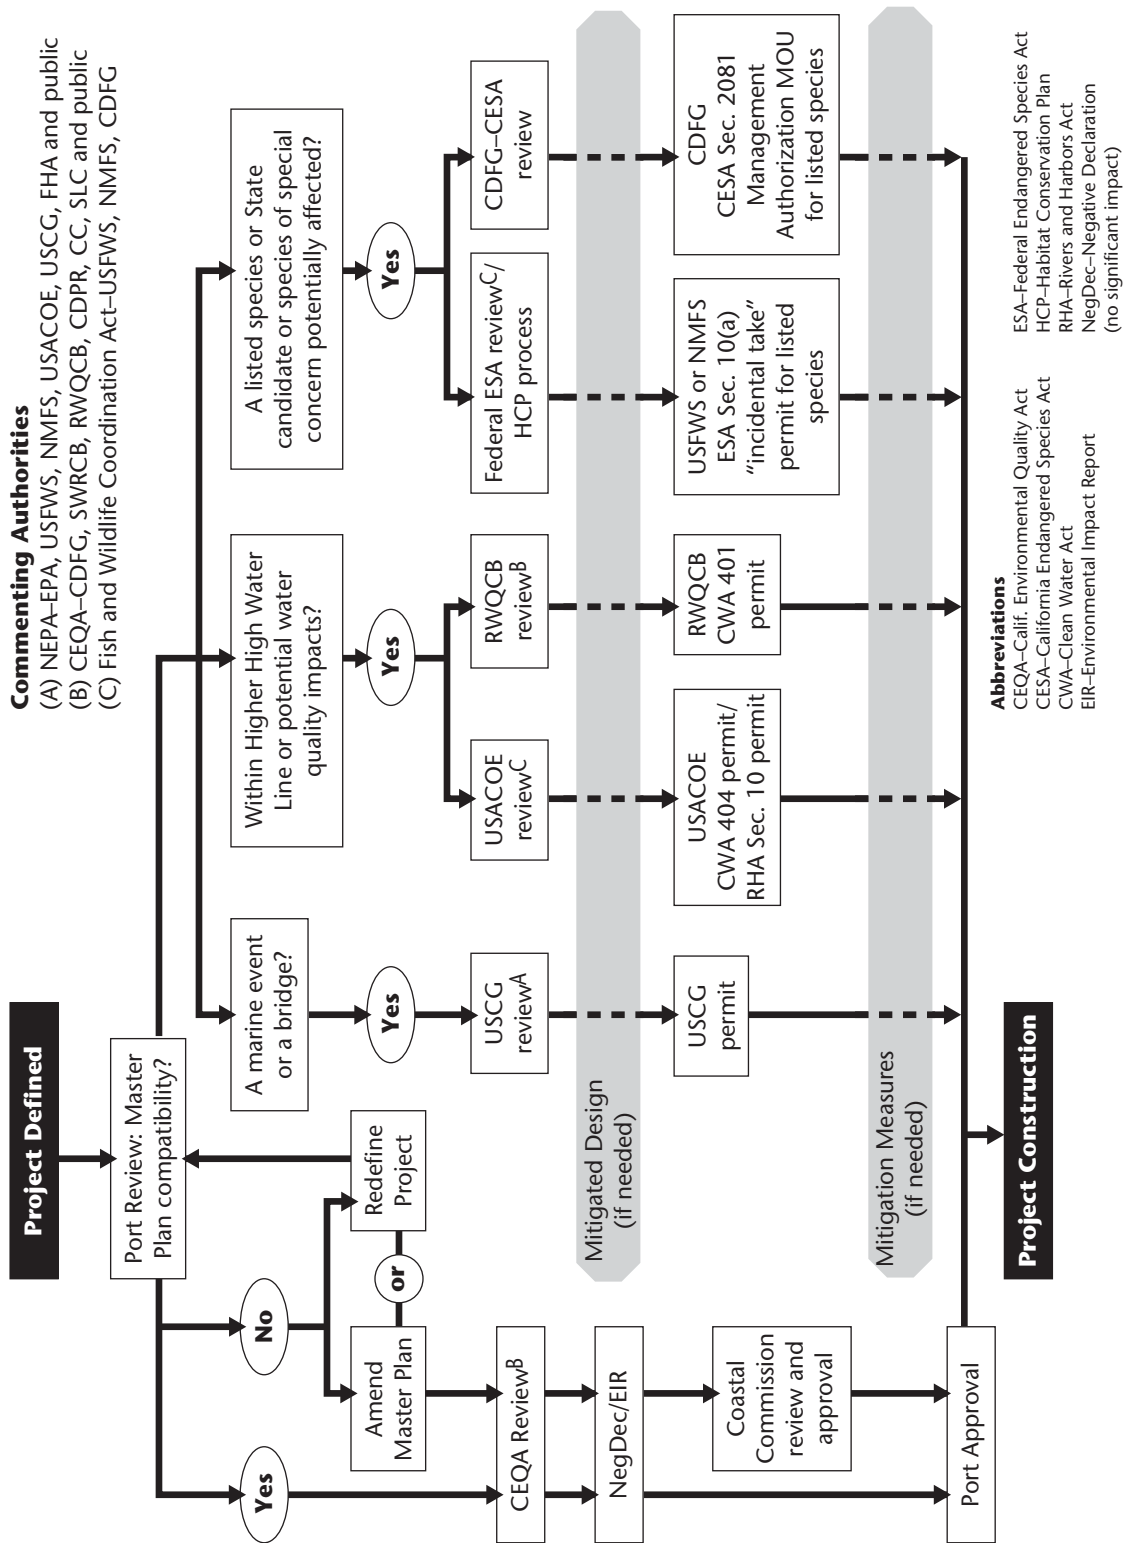 Project Defined
Commenting Authorities
(A) NEPA–EPA, USFWS, NMFS, USACOE, USCG, FHA and public
(B) CEQA–CDFG, SWRCB, RWQCB, CDPR, CC, SLC and public
(C) Fish and Wildlife Coordination Act–USFWS, NMFS, CDFG
Port Review: Master
Plan compatibility?
Yes
No
Amend
Master Plan
or
Redefine
Project
CEQA ReviewB
NegDec/EIR
Coastal
Commission
review and
approval
Port Approval
A marine event
or a bridge?
Yes
USCG
reviewA
USCG
permit
Within Higher High Water
Line or potential water
quality impacts?
Yes
USACOE
reviewC
RWQCB
reviewB
USACOE
CWA 404 permit/
RHA Sec. 10 permit
RWQCB
CWA 401
permit
A listed species or State
candidate or species of special
concern potentially affected?
Yes
Federal ESA reviewC/
HCP process
CDFG–CESA
review
USFWS or NMFS
ESA Sec. 10(a)
“incidental take”
permit for listed
species
CDFG
CESA Sec. 2081
Management
Authorization MOU
for listed species
Mitigated Design
(if needed)
Mitigation Measures
(if needed)
Project Construction
Abbreviations
CEQA–Calif. Environmental Quality Act
CESA–California Endangered Species Act
CWA–Clean Water Act
EIR–Environmental Impact Report
ESA–Federal Endangered Species Act
HCP–Habitat Conservation Plan
RHA–Rivers and Harbors Act
NegDec–Negative Declaration
(no significant impact)